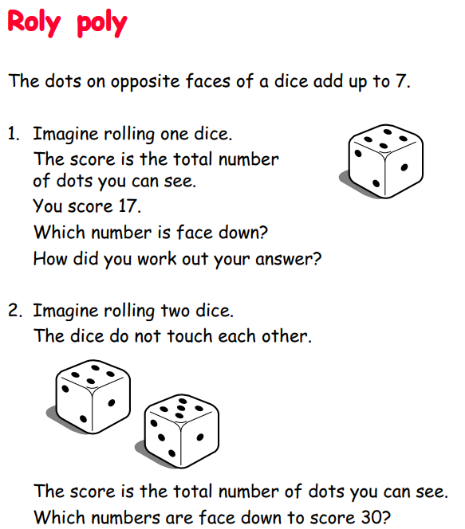 Roly poly
The dots on opposite faces of a dice add up to 7.
1. Imagine rolling one dice.
The score is the total number
of dots you can see.
You score 17.
Which number is face down?
How did you work out your answer?
2. Imagine rolling two dice.
The dice do not touch each other.
The score is the total number of dots you can see.
Which numbers are face down to score 30?